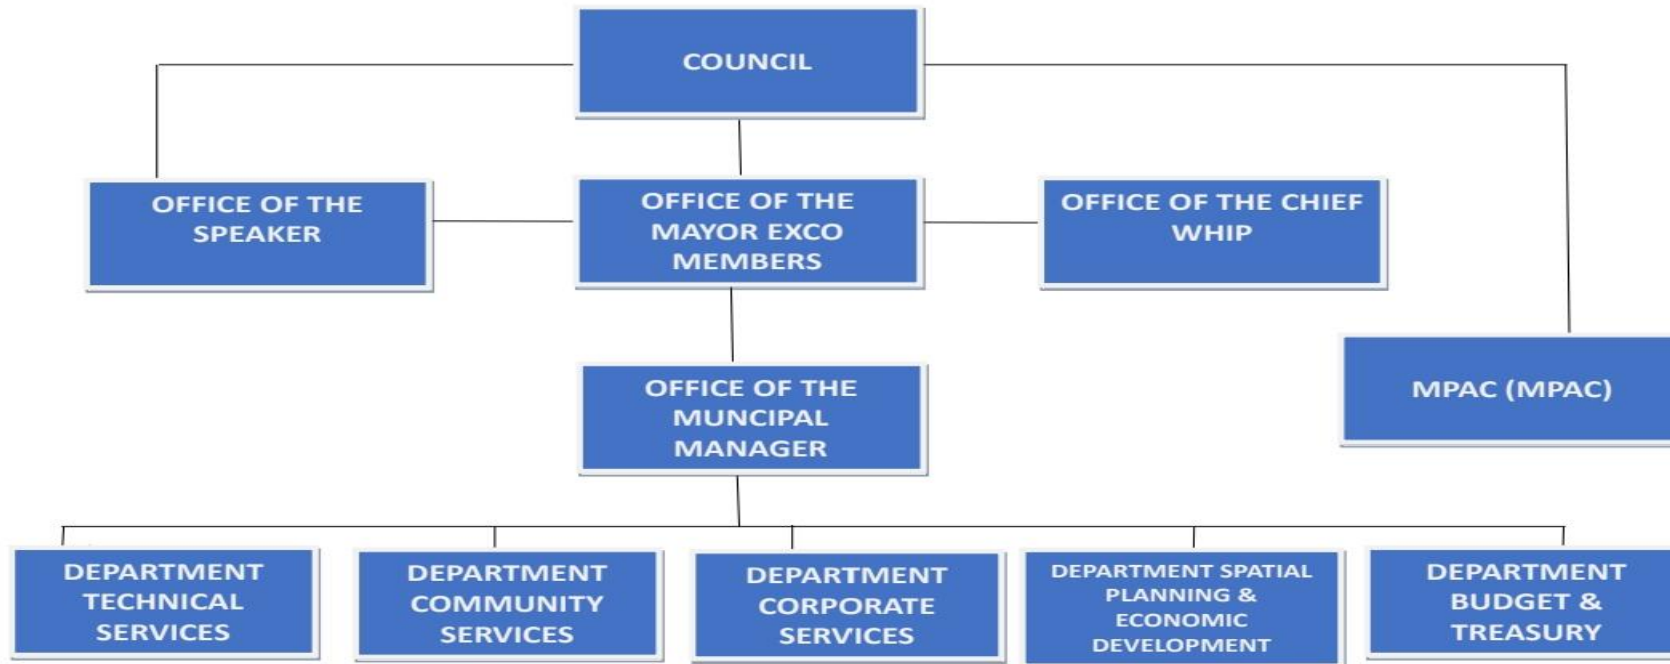 COUNCIL
OFFICE OF THE
SPEAKER
OFFICE OF THE
MAYOR EXCO
MEMBERS
OFFICE OF THE CHIEF
WHIP
OFFICE OF THE
MUNCIPAL
MANAGER
MPAC (MPAC)
DEPARTMENT
TECHNICAL
SERVICES
DEPARTMENT
COMMUNITY
SERVICES
DEPARTMENT
CORPORATE
SERVICES
DEPARTMENT SPATIAL
PLANNING &
ECONOMIC
DEVELOPMENT
DEPARTMENT
BUDGET &
TREASURY